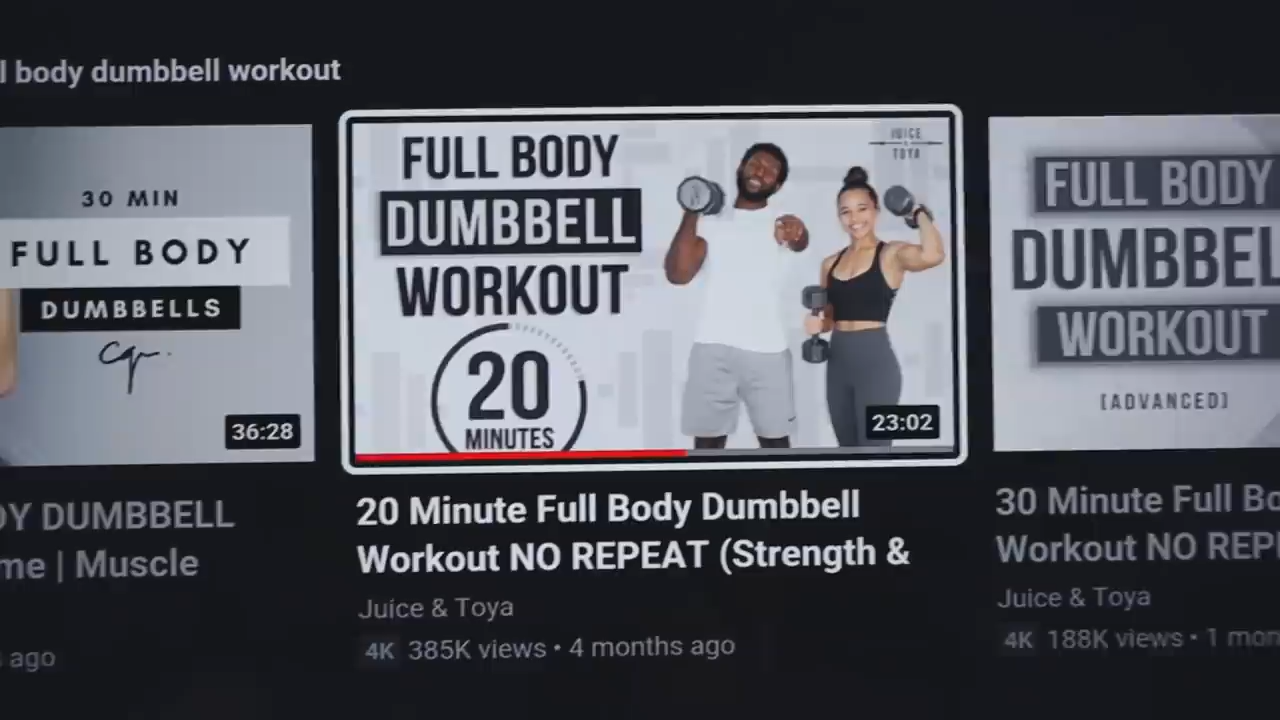 l body dumbbell workout
30 MIN
FULL BODY
DUMBBELLS
36:28
DY DUMBBELL
me | Muscle
ago
FULL BODY
DUMBBELL
WORKOUT
20
MINUTES
JUICE
&
TOYA
23:02
20 Minute Full Body Dumbbell
Workout NO REPEAT (Strength &
Juice & Toya
4K 385K views • 4 months ago
FULL BODY
DUMBBEL
WORKOUT
[ADVANCED]
30 Minute Full Bo
Workout NO REP
Juice & Toya
4K 188K views • 1 mon